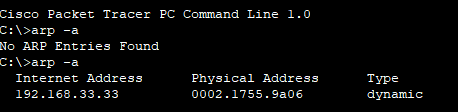 Cisco Packet Tracer PC Command Line 1.0
C:\>arp -a
No ARP Entries Found
C:\>arp -a
  Internet Address      Physical Address      Type
  192.168.33.33         0002.1755.9a06        dynamic